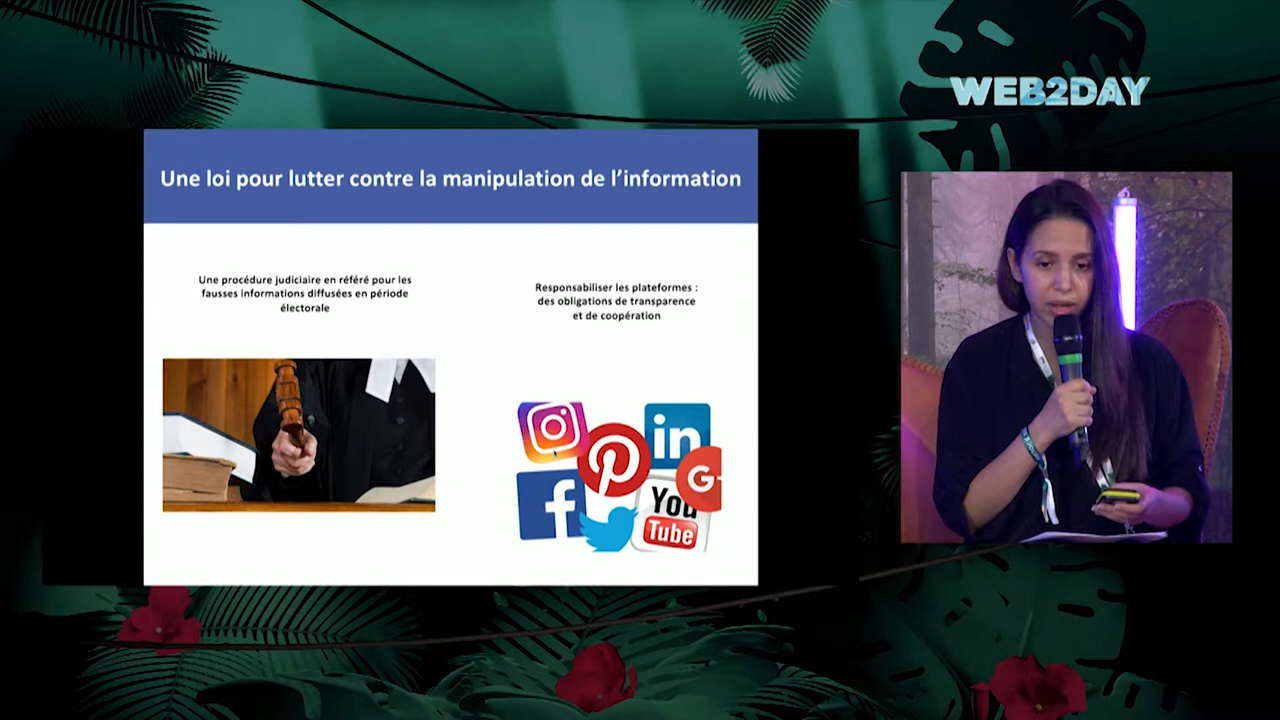 WEB2DAY
Une loi pour lutter contre la manipulation de l'information
Une procédure judiciaire en référé pour les
fausses informations diffusées en période
électorale
Responsabiliser les plateformes :
des obligations de transparence
et de coopération
in
G+
f
You
Tube